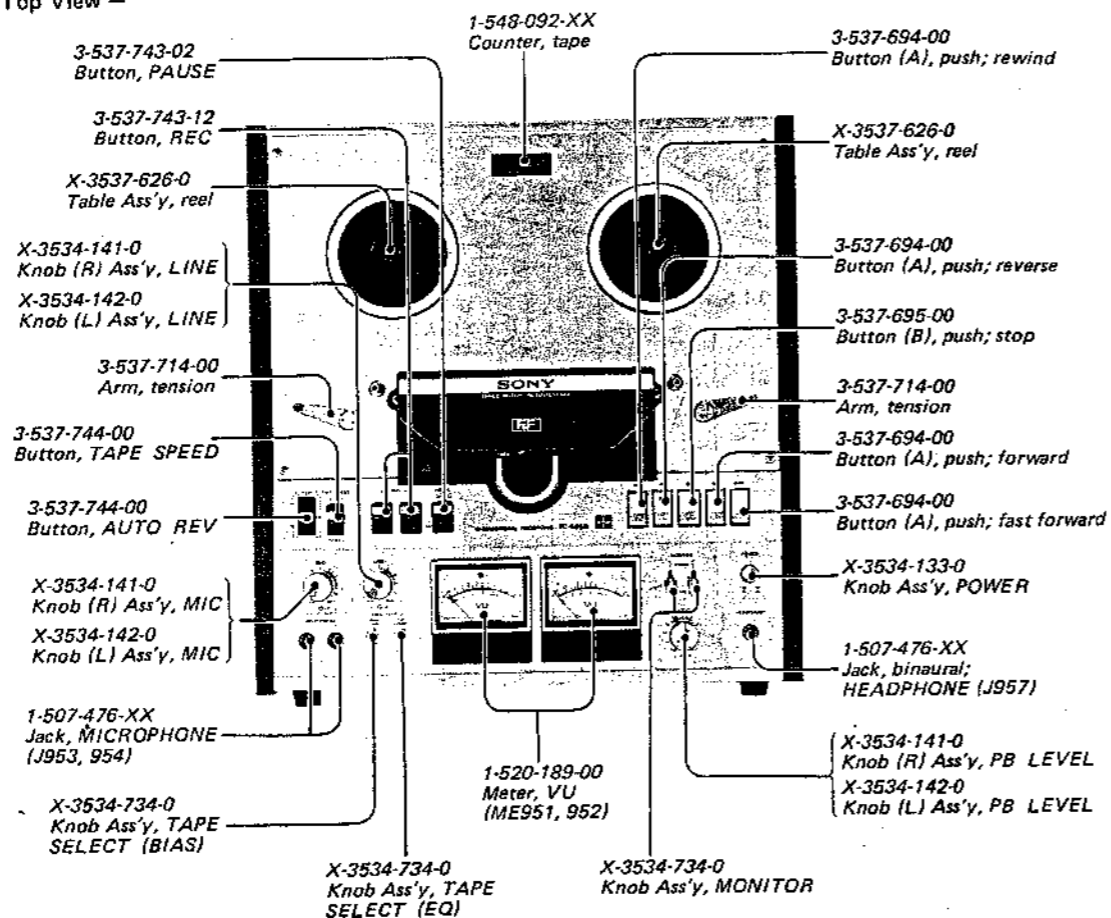 Top View —
1-548-092-XX
Counter, tape
3-537-743-02
Button, PAUSE
3-537-743-12
Button, REC
X-3537-626-0
Table Ass'y, reel
X-3534-141-0
Knob (R) Ass'y, LINE
X-3534-142-0
Knob (L) Ass'y, LINE
3-537-714-00
Arm, tension
3-537-744-00
Button, TAPE SPEED
3-537-744-00
Button, AUTO REV
X-3534-141-0
Knob (R) Ass'y, MIC
X-3534-142-0
Knob (L) Ass'y, MIC
1-507-476-XX
Jack, MICROPHONE
(J953, 954)
X-3534-734-0
Knob Ass'y, TAPE
SELECT (BIAS)
X-3534-734-0
Knob Ass'y, TAPE
SELECT (EQ)
1-520-189-00
Meter, VU
(ME951, 952)
X-3534-734-0
Knob Ass'y, MONITOR
3-537-694-00
Button (A), push; rewind
X-3537-626-0
Table Ass'y, reel
3-537-694-00
Button (A), push; reverse
3-537-695-00
Button (B), push; stop
3-537-714-00
Arm, tension
3-537-694-00
Button (A), push; forward
3-537-694-00
Button (A), push; fast forward
X-3534-133-0
Knob Ass'y, POWER
1-507-476-XX
Jack, binaural;
HEADPHONE (J957)
X-3534-141-0
Knob (R) Ass'y, PB LEVEL
X-3534-142-0
Knob (L) Ass'y, PB LEVEL
SONY
VU
VU